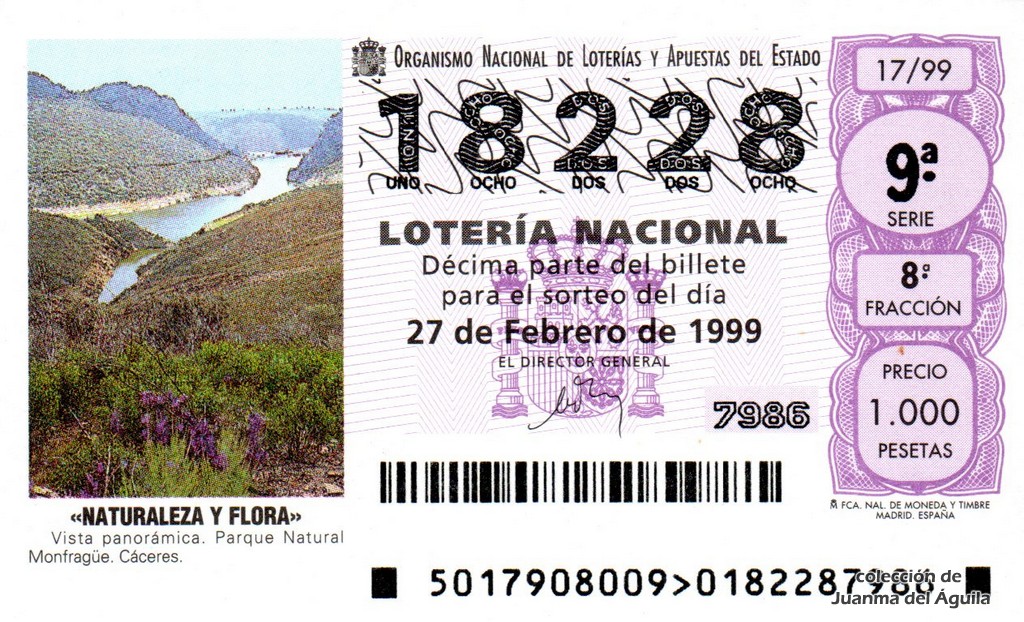 ORGANISMO NACIONAL DE LOTERÍAS Y APUESTAS DEL ESTADO
18228
UNO OCHO DOS DOS OCHO
LOTERÍA NACIONAL
Décima parte del billete
para el sorteo del día
27 de Febrero de 1999
EL DIRECTOR GENERAL
7986
17/99
9ª
SERIE
8ª
FRACCIÓN
PRECIO
1.000
PESETAS
FCA. NAL. DE MONEDA Y TIMBRE
MADRID. ESPAÑA
«NATURALEZA Y FLORA»
Vista panorámica. Parque Natural
Monfragüe. Cáceres.
5017908009>0182287986
colección de
Juanma del Águila